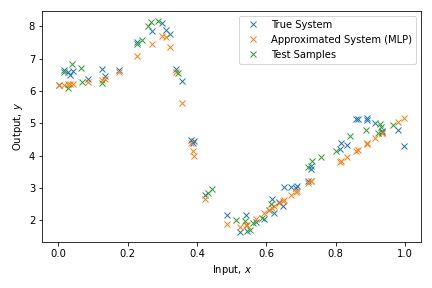 True System
Approximated System (MLP)
Test Samples
Output, y
8
7
6
5
4
3
2
0.0 0.2 0.4 0.6 0.8 1.0
Input, x